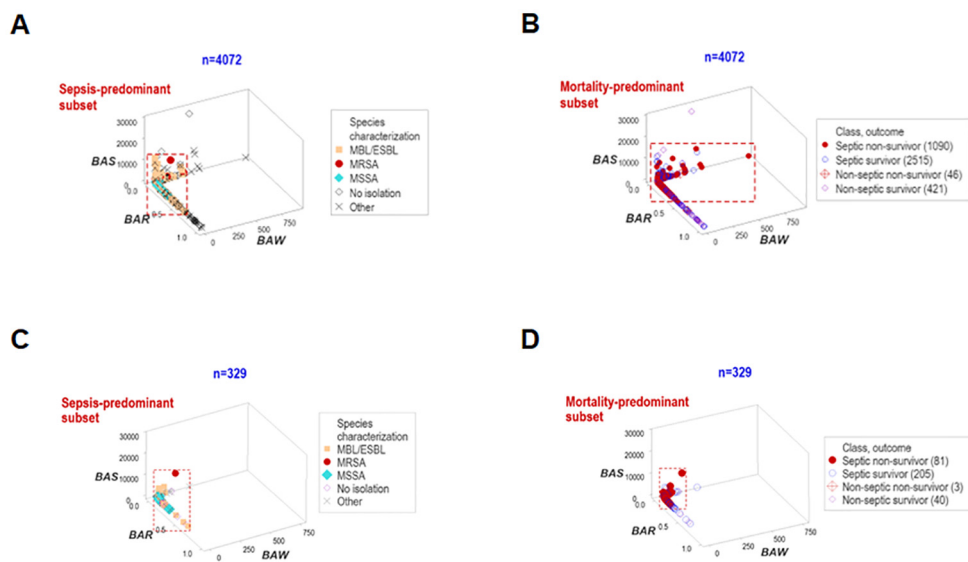 A
n=4072
Sepsis-predominant
subset
30000
20000
BAS
10000
0
0.0
BAR
0.5
1.0
0
250
500
750
BAW
Species
characterization
MBL/ESBL
MRSA
MSSA
No isolation
Other
B
n=4072
Mortality-predominant
subset
30000
20000
BAS
10000
0
0.0
BAR
0.5
1.0
0
250
500
750
BAW
Class, outcome
Septic non-survivor (1090)
Septic survivor (2515)
Non-septic non-survivor (46)
Non-septic survivor (421)
C
n=329
Sepsis-predominant
subset
30000
20000
BAS
10000
0
0.0
BAR
0.5
1.0
0
250
500
750
BAW
Species
characterization
MBL/ESBL
MRSA
MSSA
No isolation
Other
D
n=329
Mortality-predominant
subset
30000
20000
BAS
10000
0
0.0
BAR
0.5
1.0
0
250
500
750
BAW
Class, outcome
Septic non-survivor (81)
Septic survivor (205)
Non-septic non-survivor (3)
Non-septic survivor (40)